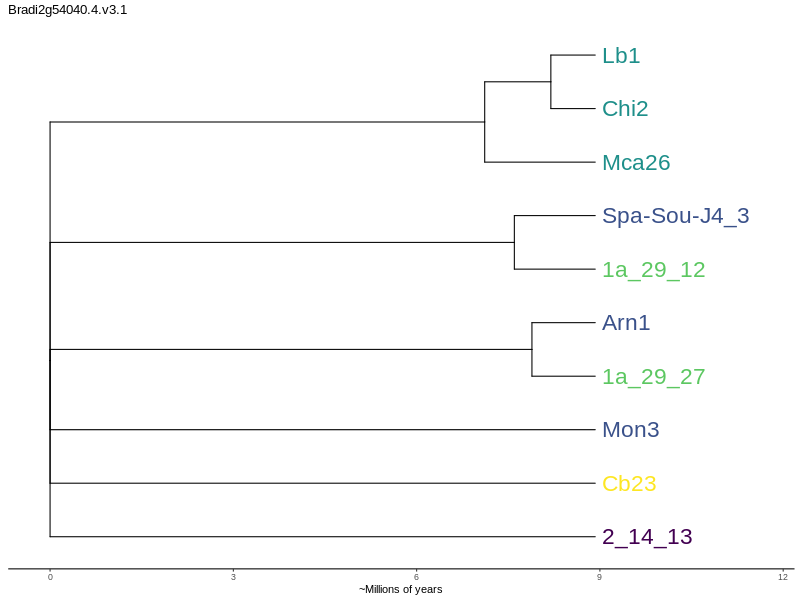 Bradi2g54040.4.v3.1
Lb1
Chi2
Mca26
Spa-Sou-J4_3
1a_29_12
Arn1
1a_29_27
Mon3
Cb23
2_14_13
0 3 6 9 12
~Millions of years